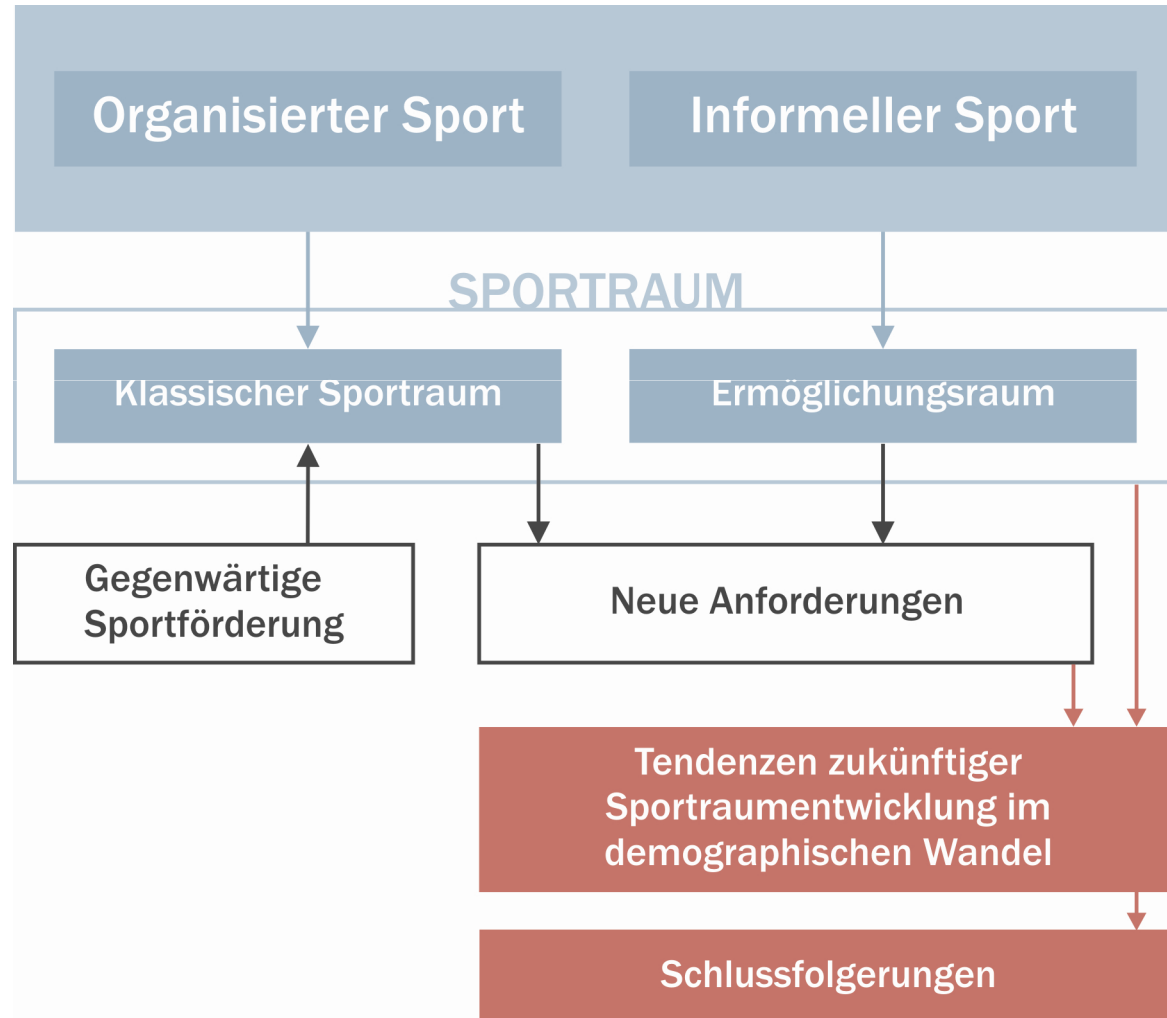 Organisierter Sport
Informeller Sport
SPORTRAUM
Klassischer Sportraum
Ermöglichungsraum
Gegenwärtige
Sportförderung
Neue Anforderungen
Tendenzen zukünftiger
Sportraumentwicklung im
demographischen Wandel
Schlussfolgerungen